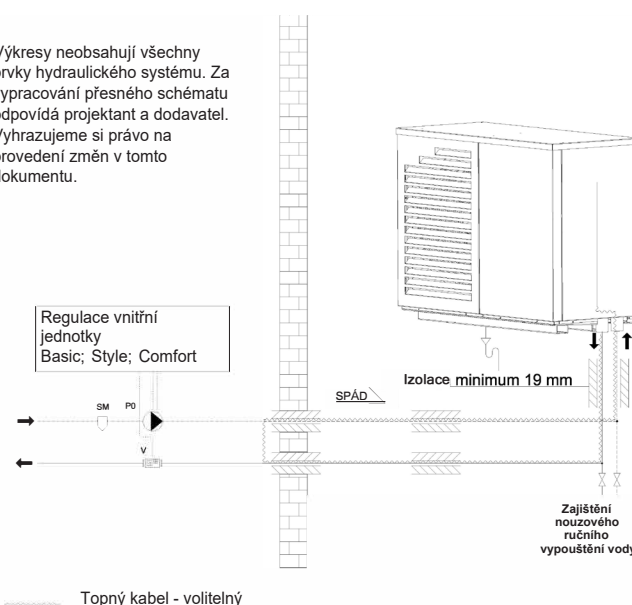 Výkresy neobsahují všechny
prvky hydraulického systému. Za
vypracování přesného schématu
odpovídá projektant a dodavatel.
Vyhrazujeme si právo na
provedení změn v tomto
dokumentu.
Regulace vnitřní
jednotky
Basic; Style; Comfort
Izolace minimum 19 mm
SPÁD
SM
P0
V
Zajištění
nouzového
ručního
vypouštění vody
Topný kabel - volitelný